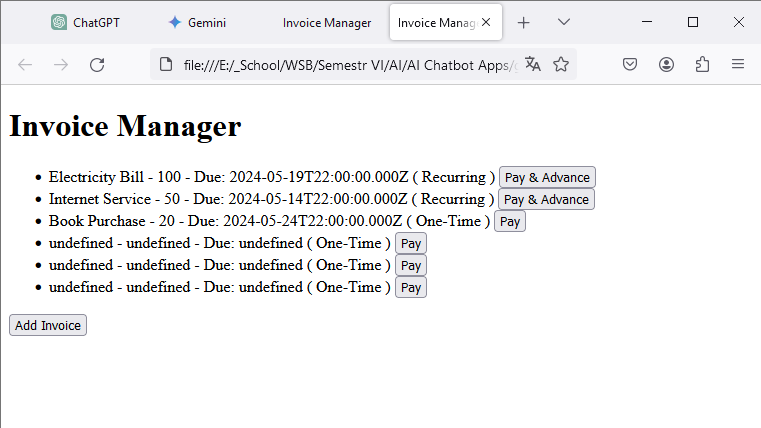 ChatGPT
Gemini
Invoice Manager
Invoice Manag
file:///E:/_School/WSB/Semestr VI/AI/AI Chatbot Apps/
Invoice Manager
Electricity Bill - 100 - Due: 2024-05-19T22:00:00.000Z ( Recurring ) Pay & Advance
Internet Service - 50 - Due: 2024-05-14T22:00:00.000Z ( Recurring ) Pay & Advance
Book Purchase - 20 - Due: 2024-05-24T22:00:00.000Z ( One-Time ) Pay
undefined - undefined - Due: undefined ( One-Time ) Pay
undefined - undefined - Due: undefined ( One-Time ) Pay
undefined - undefined - Due: undefined ( One-Time ) Pay
Add Invoice